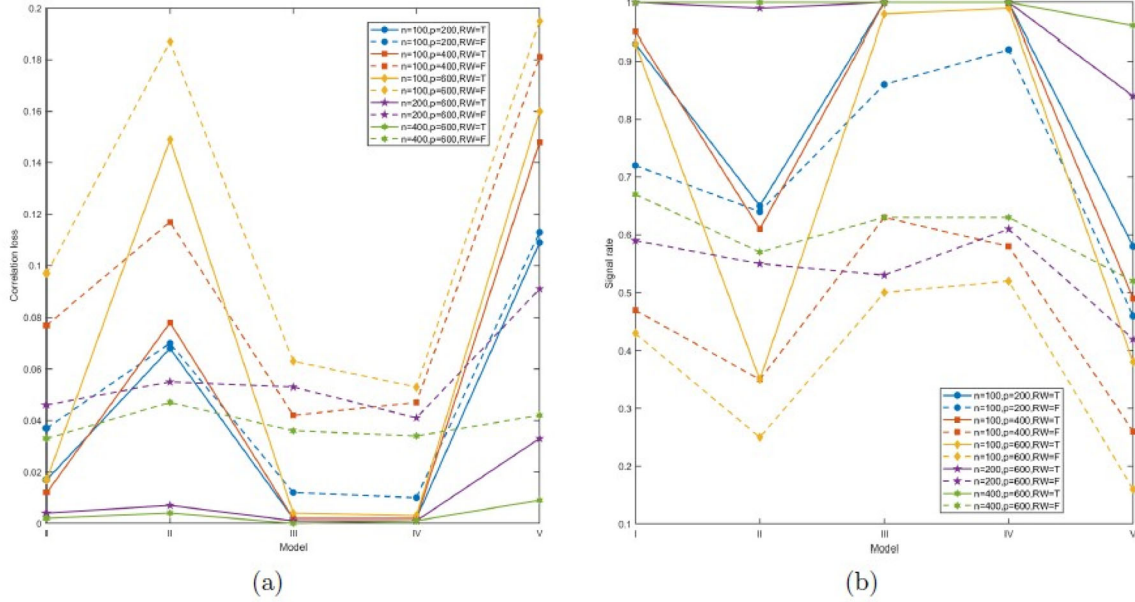 0.2
0.18
0.16
0.14
0.12
0.1
0.08
0.06
0.04
0.02
0
Correlation loss
I
II
III
IV
V
Model
n=100,p=200,RW=T
n=100,p=200,RW=F
n=100,p=400,RW=T
n=100,p=400,RW=F
n=100,p=600,RW=T
n=100,p=600,RW=F
n=200,p=600,RW=T
n=200,p=600,RW=F
n=400,p=600,RW=T
n=400,p=600,RW=F
(a)
1
0.9
0.8
0.7
0.6
0.5
0.4
0.3
0.2
0.1
Signal rate
I
II
III
IV
V
Model
n=100,p=200,RW=T
n=100,p=200,RW=F
n=100,p=400,RW=T
n=100,p=400,RW=F
n=100,p=600,RW=T
n=100,p=600,RW=F
n=200,p=600,RW=T
n=200,p=600,RW=F
n=400,p=600,RW=T
n=400,p=600,RW=F
(b)